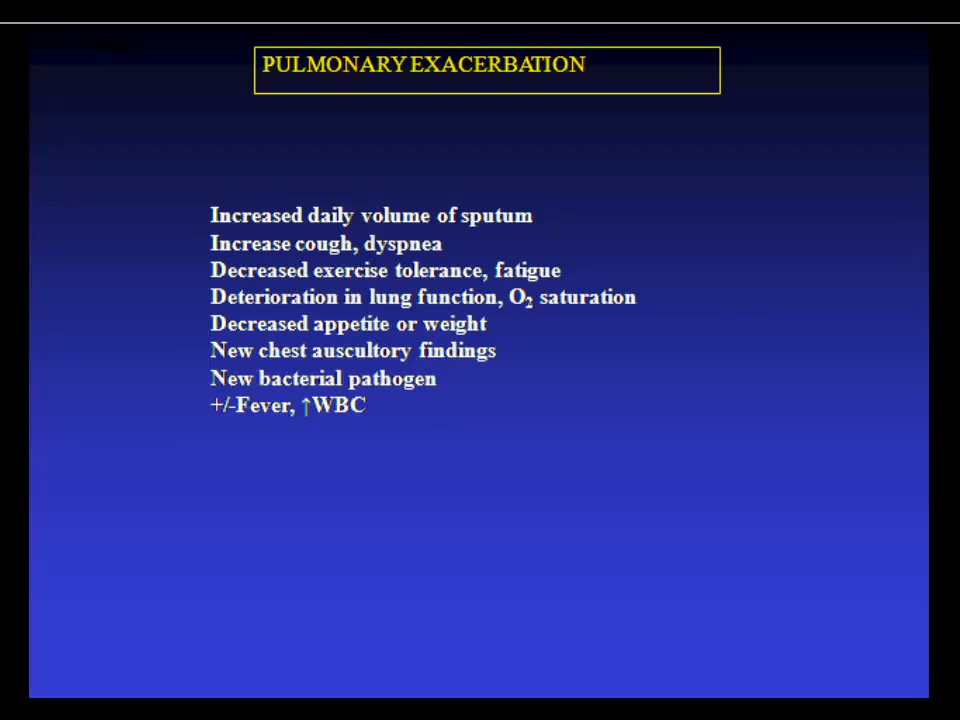 PULMONARY EXACERBATION
Increased daily volume of sputum
Increase cough, dyspnea
Decreased exercise tolerance, fatigue
Deterioration in lung function, O₂ saturation
Decreased appetite or weight
New chest auscultory findings
New bacterial pathogen
+/-Fever, ↑WBC